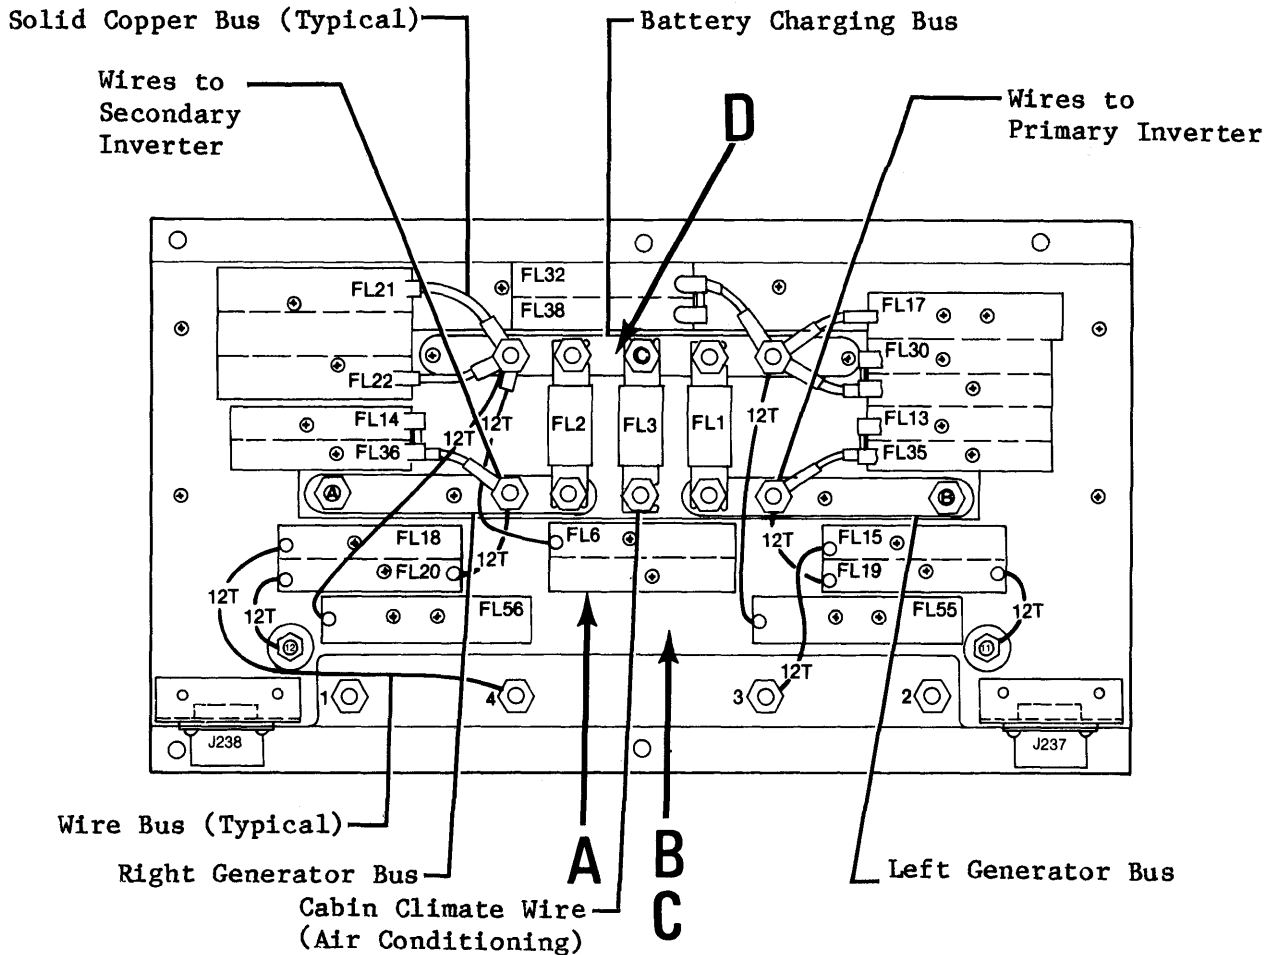 Solid Copper Bus (Typical)
Battery Charging Bus
Wires to
Secondary
Inverter
D
Wires to
Primary Inverter
FL21
FL32
FL38
FL17
FL30
FL22
FL14
FL36
12T
12T
FL2
FL3
FL1
12T
FL13
FL35
A
B
FL18
FL20
12T
FL6
12T
FL15
FL19
12T
12T
FL56
FL55
12T
12
11
12T
1
4
3
2
J238
J237
Wire Bus (Typical)
Right Generator Bus
A
B
C
Left Generator Bus
Cabin Climate Wire
(Air Conditioning)